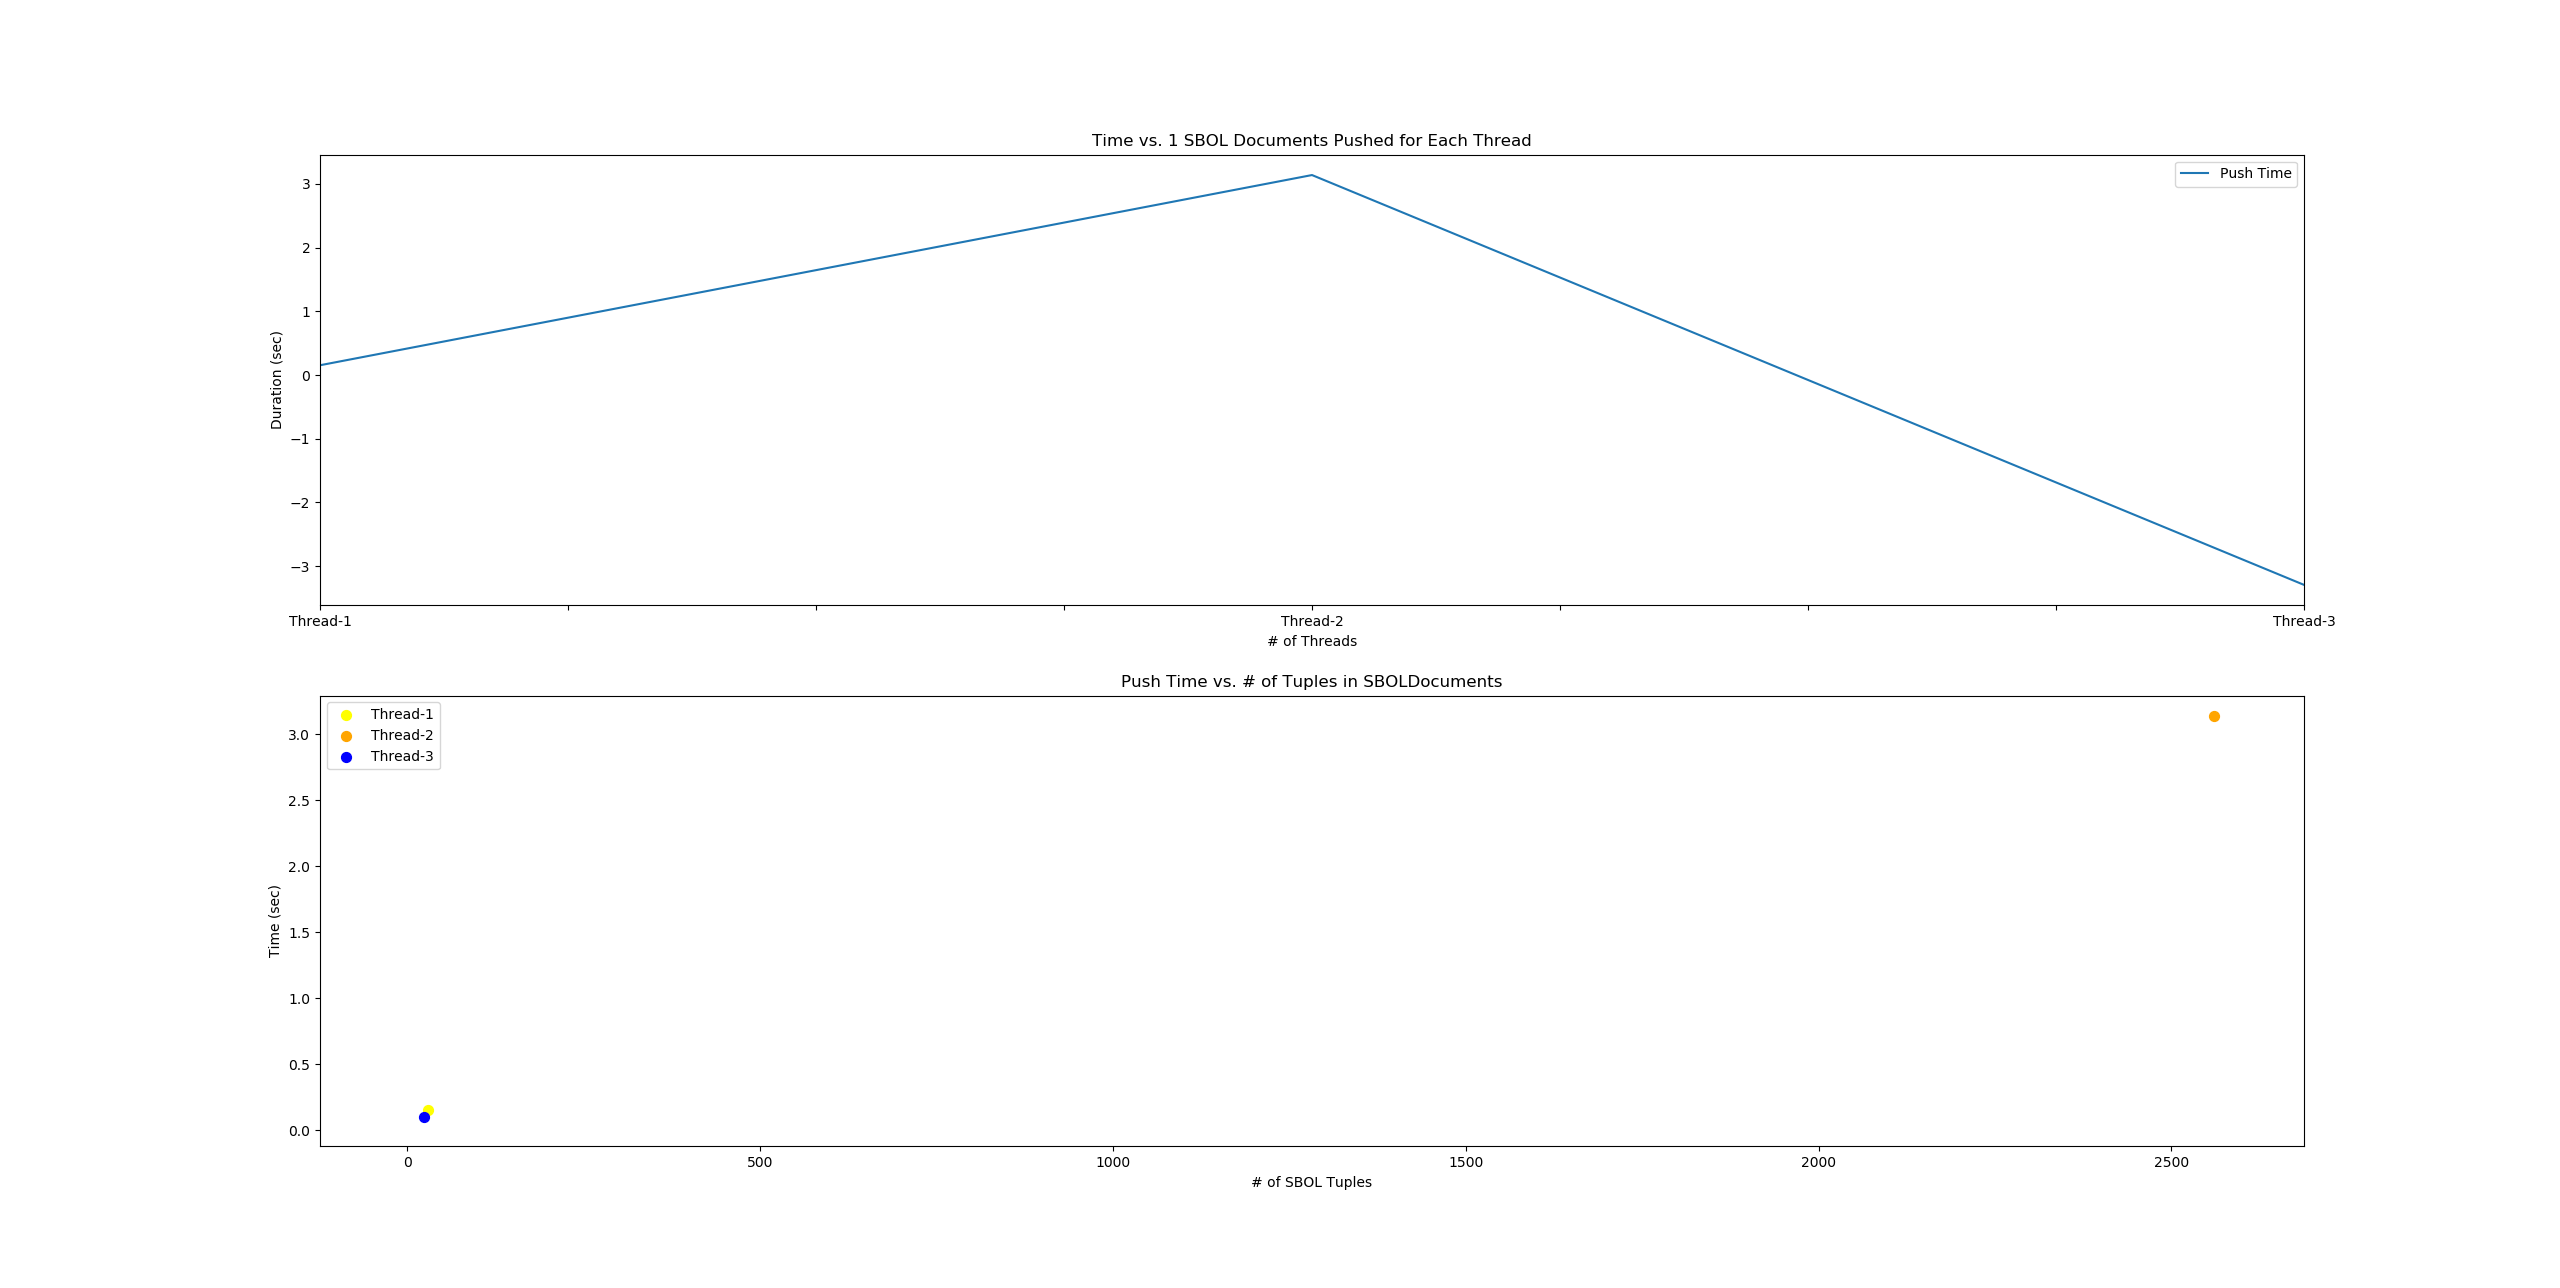 Time vs. 1 SBOL Documents Pushed for Each Thread
Push Time
3
2
1
0
−1
−2
−3
Duration (sec)
Thread-1
Thread-2
Thread-3
# of Threads
Push Time vs. # of Tuples in SBOLDocuments
Thread-1
Thread-2
Thread-3
3.0
2.5
2.0
1.5
1.0
0.5
0.0
Time (sec)
0
500
1000
1500
2000
2500
# of SBOL Tuples